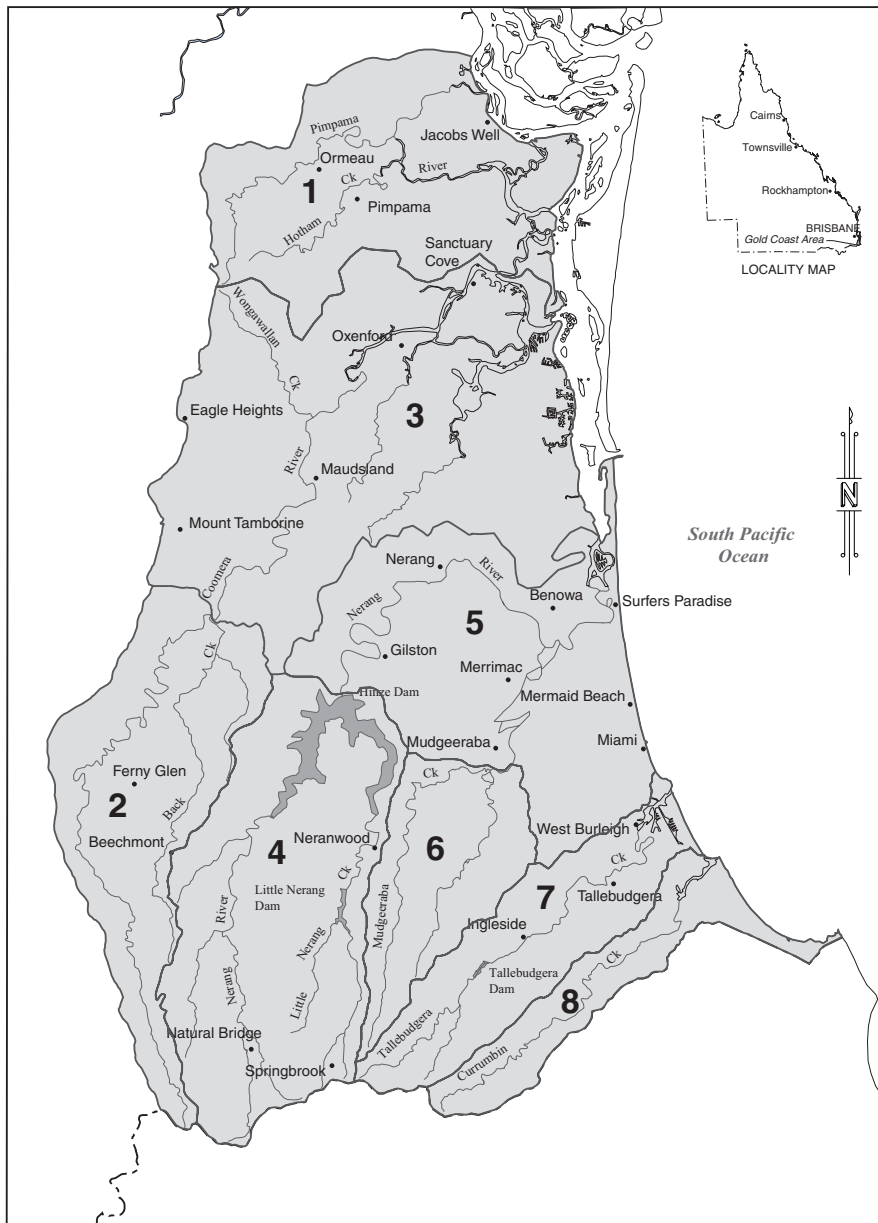 Pimpama
Jacobs Well
Ormeau
Ck
River
1
Pimpama
Hotham
Sanctuary
Cove
Cairns
Townsville
Rockhampton
BRISBANE
Gold Coast Area
LOCALITY MAP
Wongawallan
Ck
Oxenford
Eagle Heights
3
River
Maudsland
N
Mount Tamborine
South Pacific
Ocean
Coomera
Nerang
River
Benowa
Surfers Paradise
Nerang
5
Ck
Gilston
Merrimac
Hinze Dam
Mermaid Beach
Mudgeeraba
Miami
Ferny Glen
Ck
2
Back
Beechmont
4
Neranwood
6
West Burleigh
Ck
Ck
Little Nerang
Dam
7
Tallebudgera
River
Mudgeeraba
Ingleside
Nerang
Ck
Tallebudgera
Dam
Nerang
8
Little
Natural Bridge
Tallebudgera
Springbrook
Currumbin